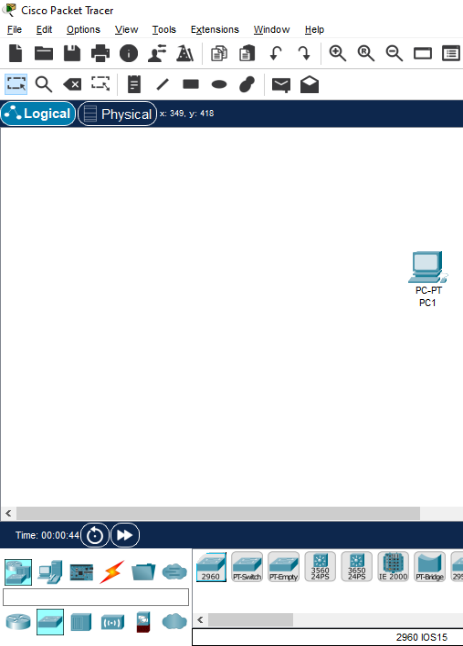 Cisco Packet Tracer
File Edit Options View Tools Extensions Window Help
Logical Physical x: 349, y: 418
PC-PT
PC1
Time: 00:00:44
2960 PT-Switch PT-Empty 3560 24PS 3650 24PS IE 2000 PT-Bridge 295
2960 IOS15